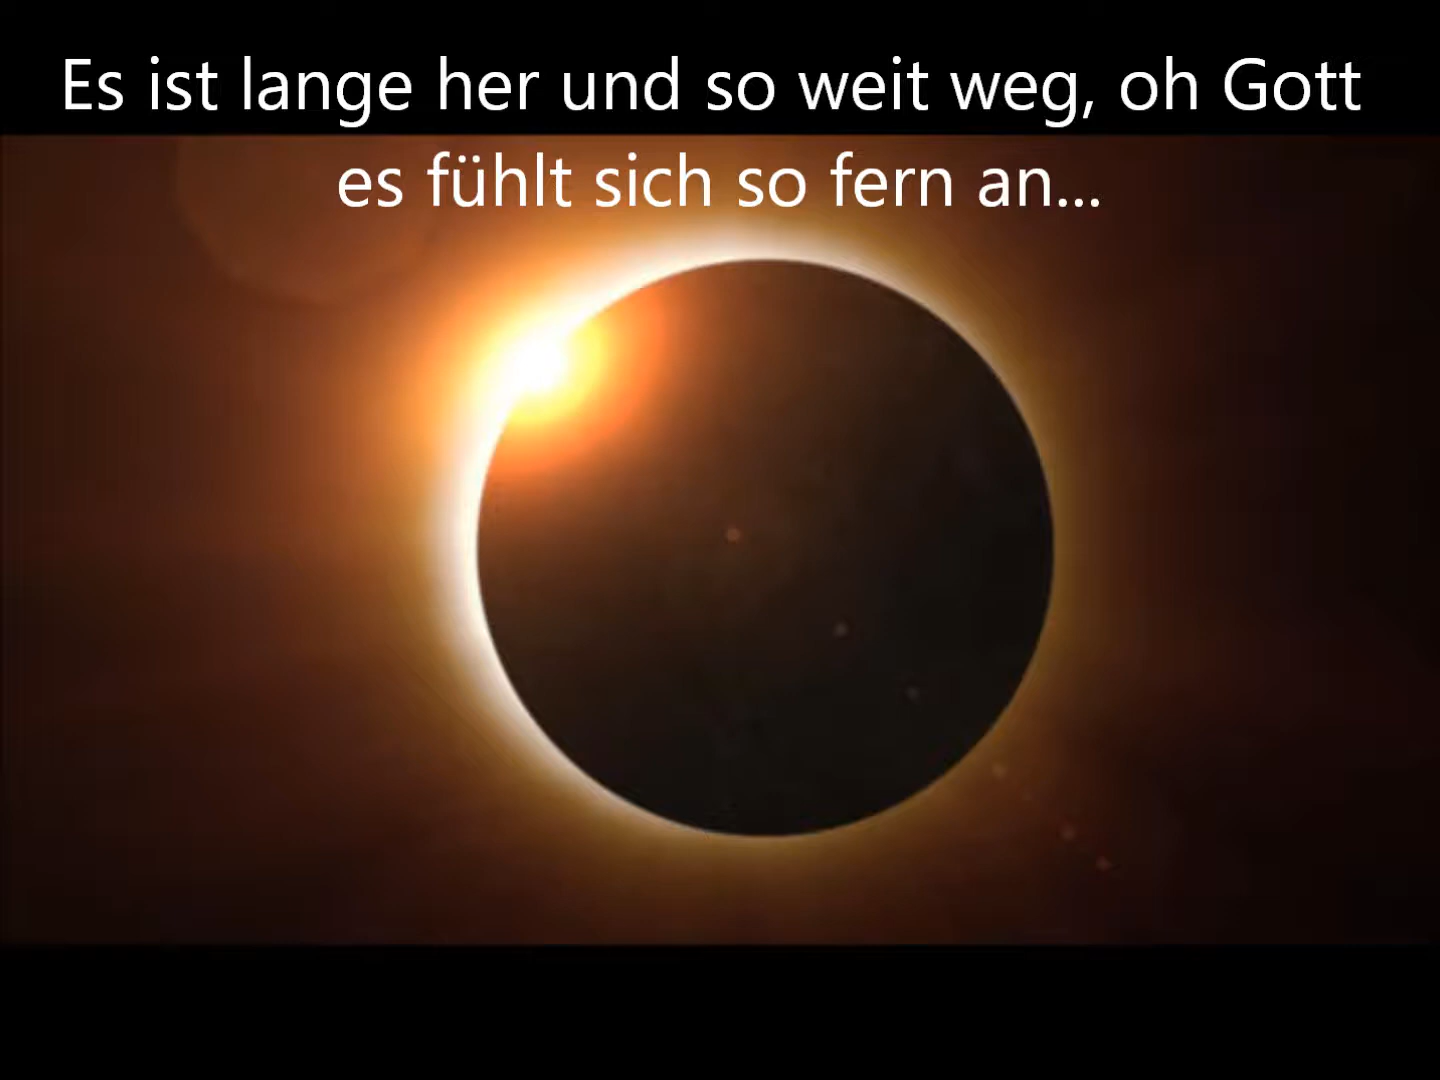 Es ist lange her und so weit weg, oh Gott
es fühlt sich so fern an...